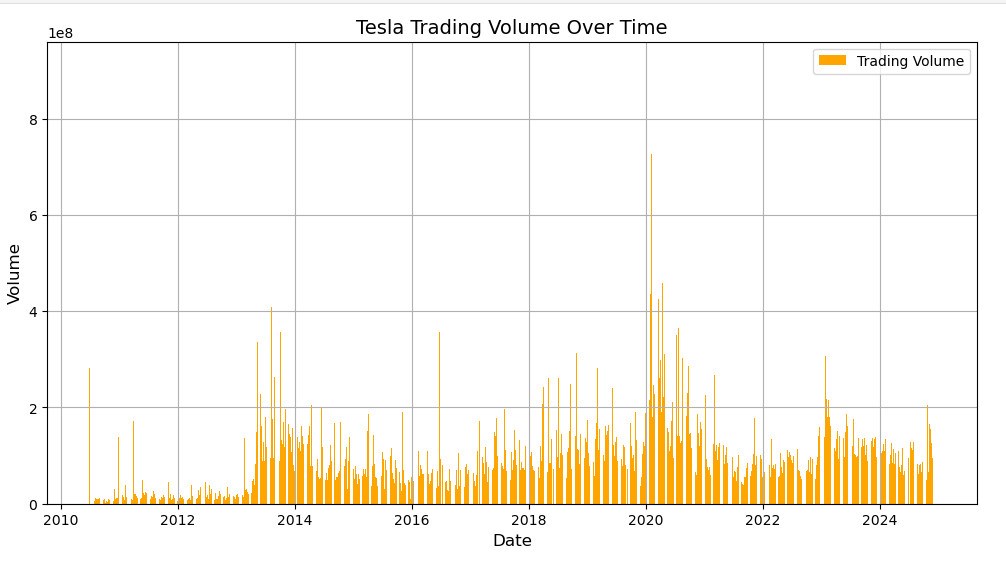 Tesla Trading Volume Over Time
1e8
Trading Volume
8
6
4
2
0
Volume
2010 2012 2014 2016 2018 2020 2022 2024
Date